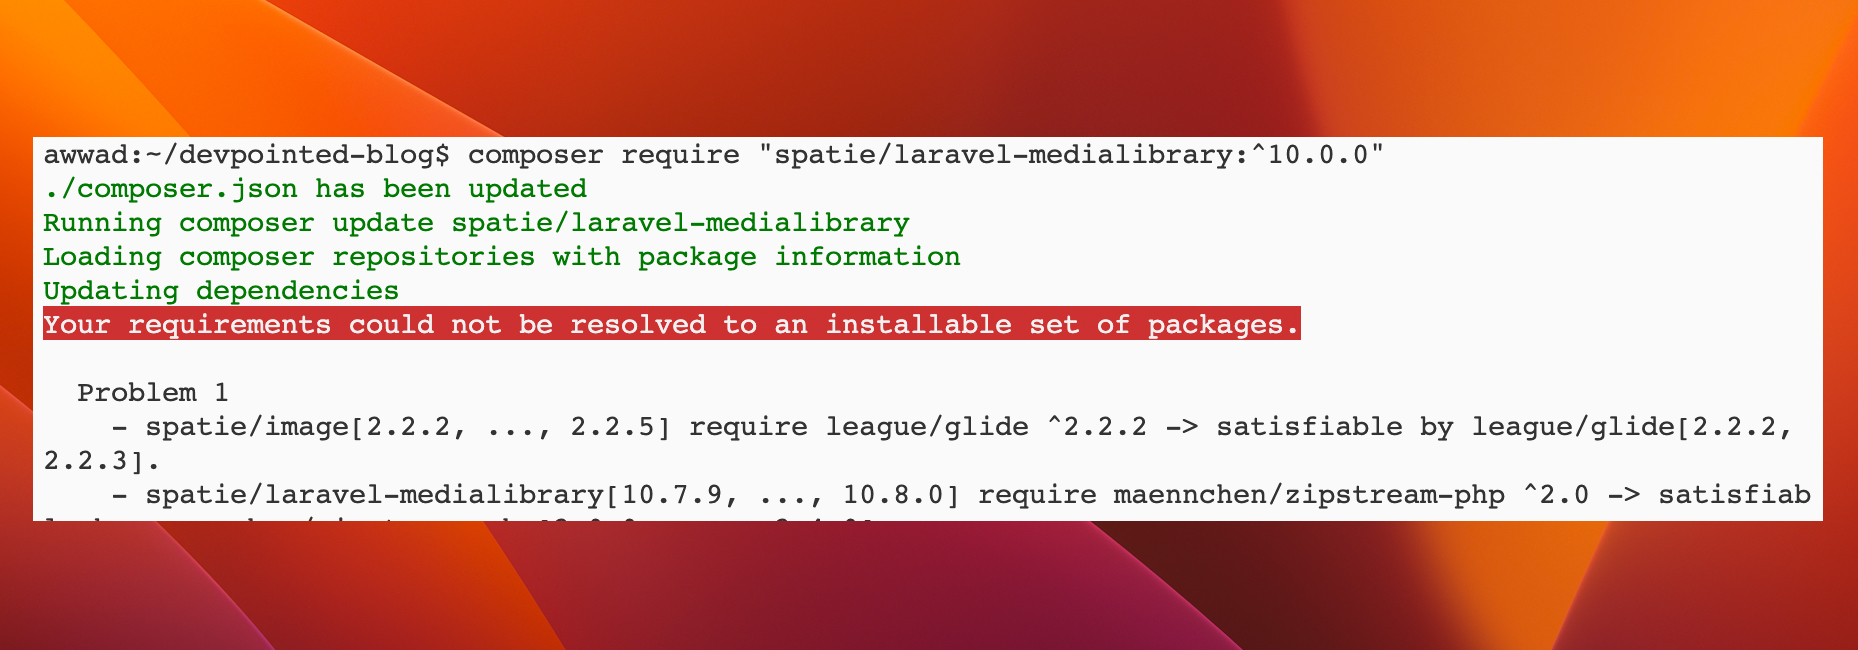 awwad:~/devpointed-blog$ composer require "spatie/laravel-medialibrary:^10.0.0"
./composer.json has been updated
Running composer update spatie/laravel-medialibrary
Loading composer repositories with package information
Updating dependencies
Your requirements could not be resolved to an installable set of packages.
Problem 1
- spatie/image[2.2.2, ..., 2.2.5] require league/glide ^2.2.2 -> satisfiable by league/glide[2.2.2,
2.2.3].
- spatie/laravel-medialibrary[10.7.9, ..., 10.8.0] require maennchen/zipstream-php ^2.0 -> satisfiab